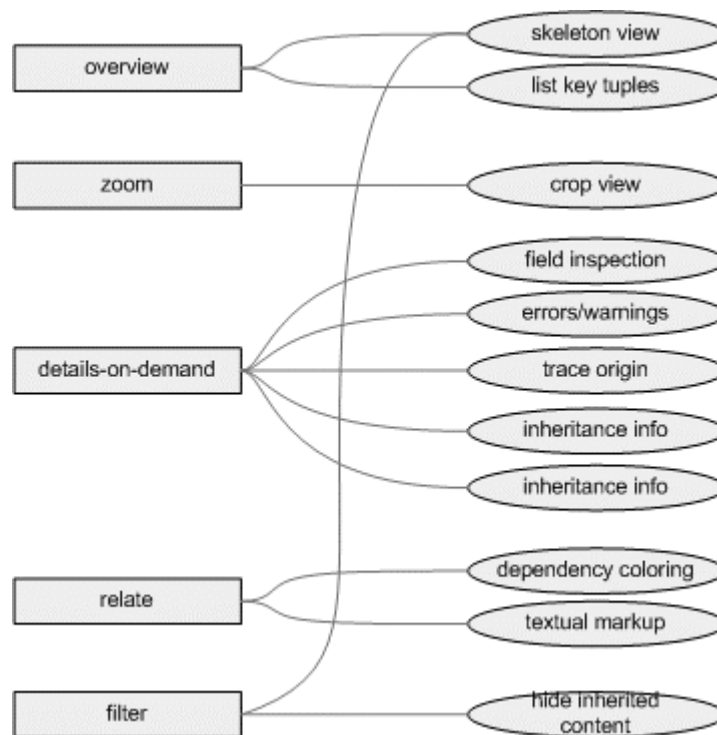 skeleton view
overview
list key tuples
zoom
crop view
field inspection
errors/warnings
details-on-demand
trace origin
inheritance info
inheritance info
dependency coloring
relate
textual markup
filter
hide inherited
content